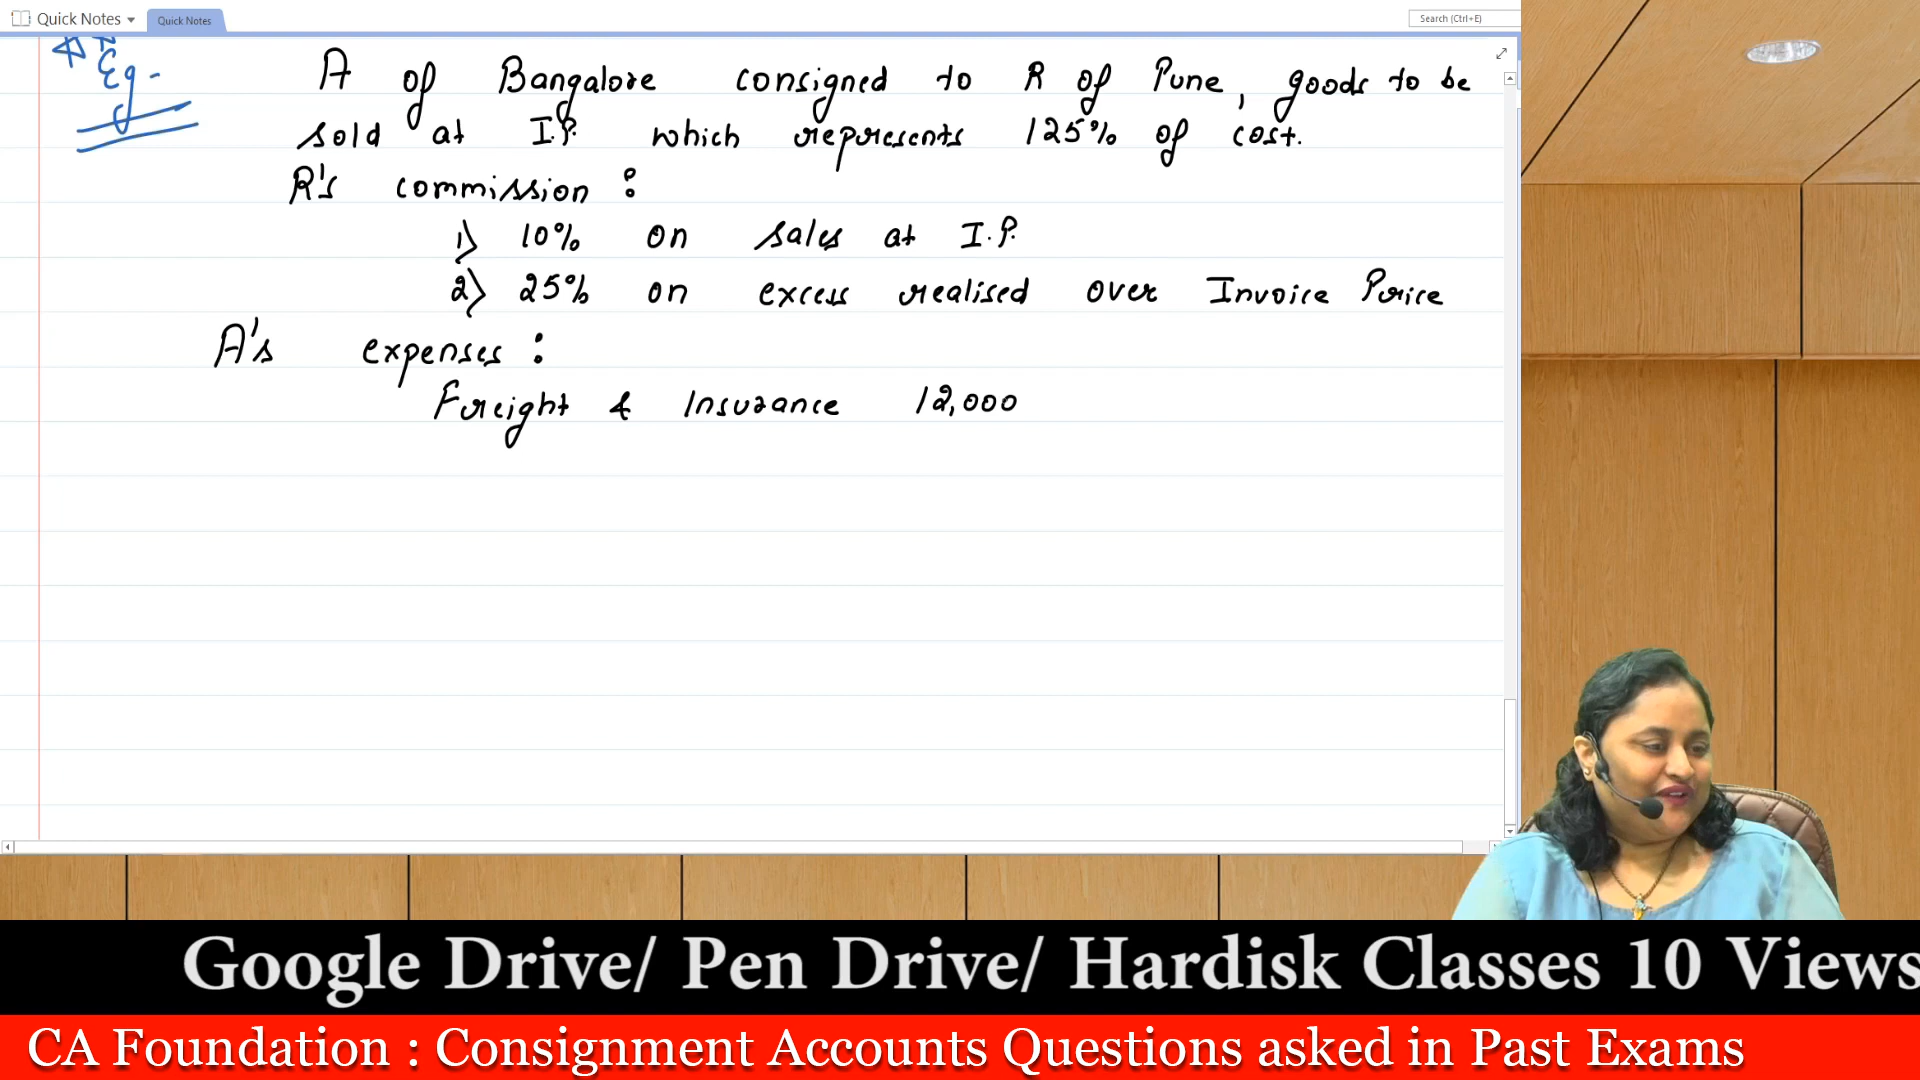 Quick Notes
Quick Notes
Search (Ctrl+E)
Eg -
A of Bangalore consigned to R of Pune, goods to be
sold at I.P. which represents 125% of cost.
R's commission :
1) 10% on sales at I.P.
2) 25% on excess realised over Invoice Price
A's expenses :
Freight & Insurance 12,000
Google Drive/ Pen Drive/ Hardisk Classes 10 Views
CA Foundation : Consignment Accounts Questions asked in Past Exams